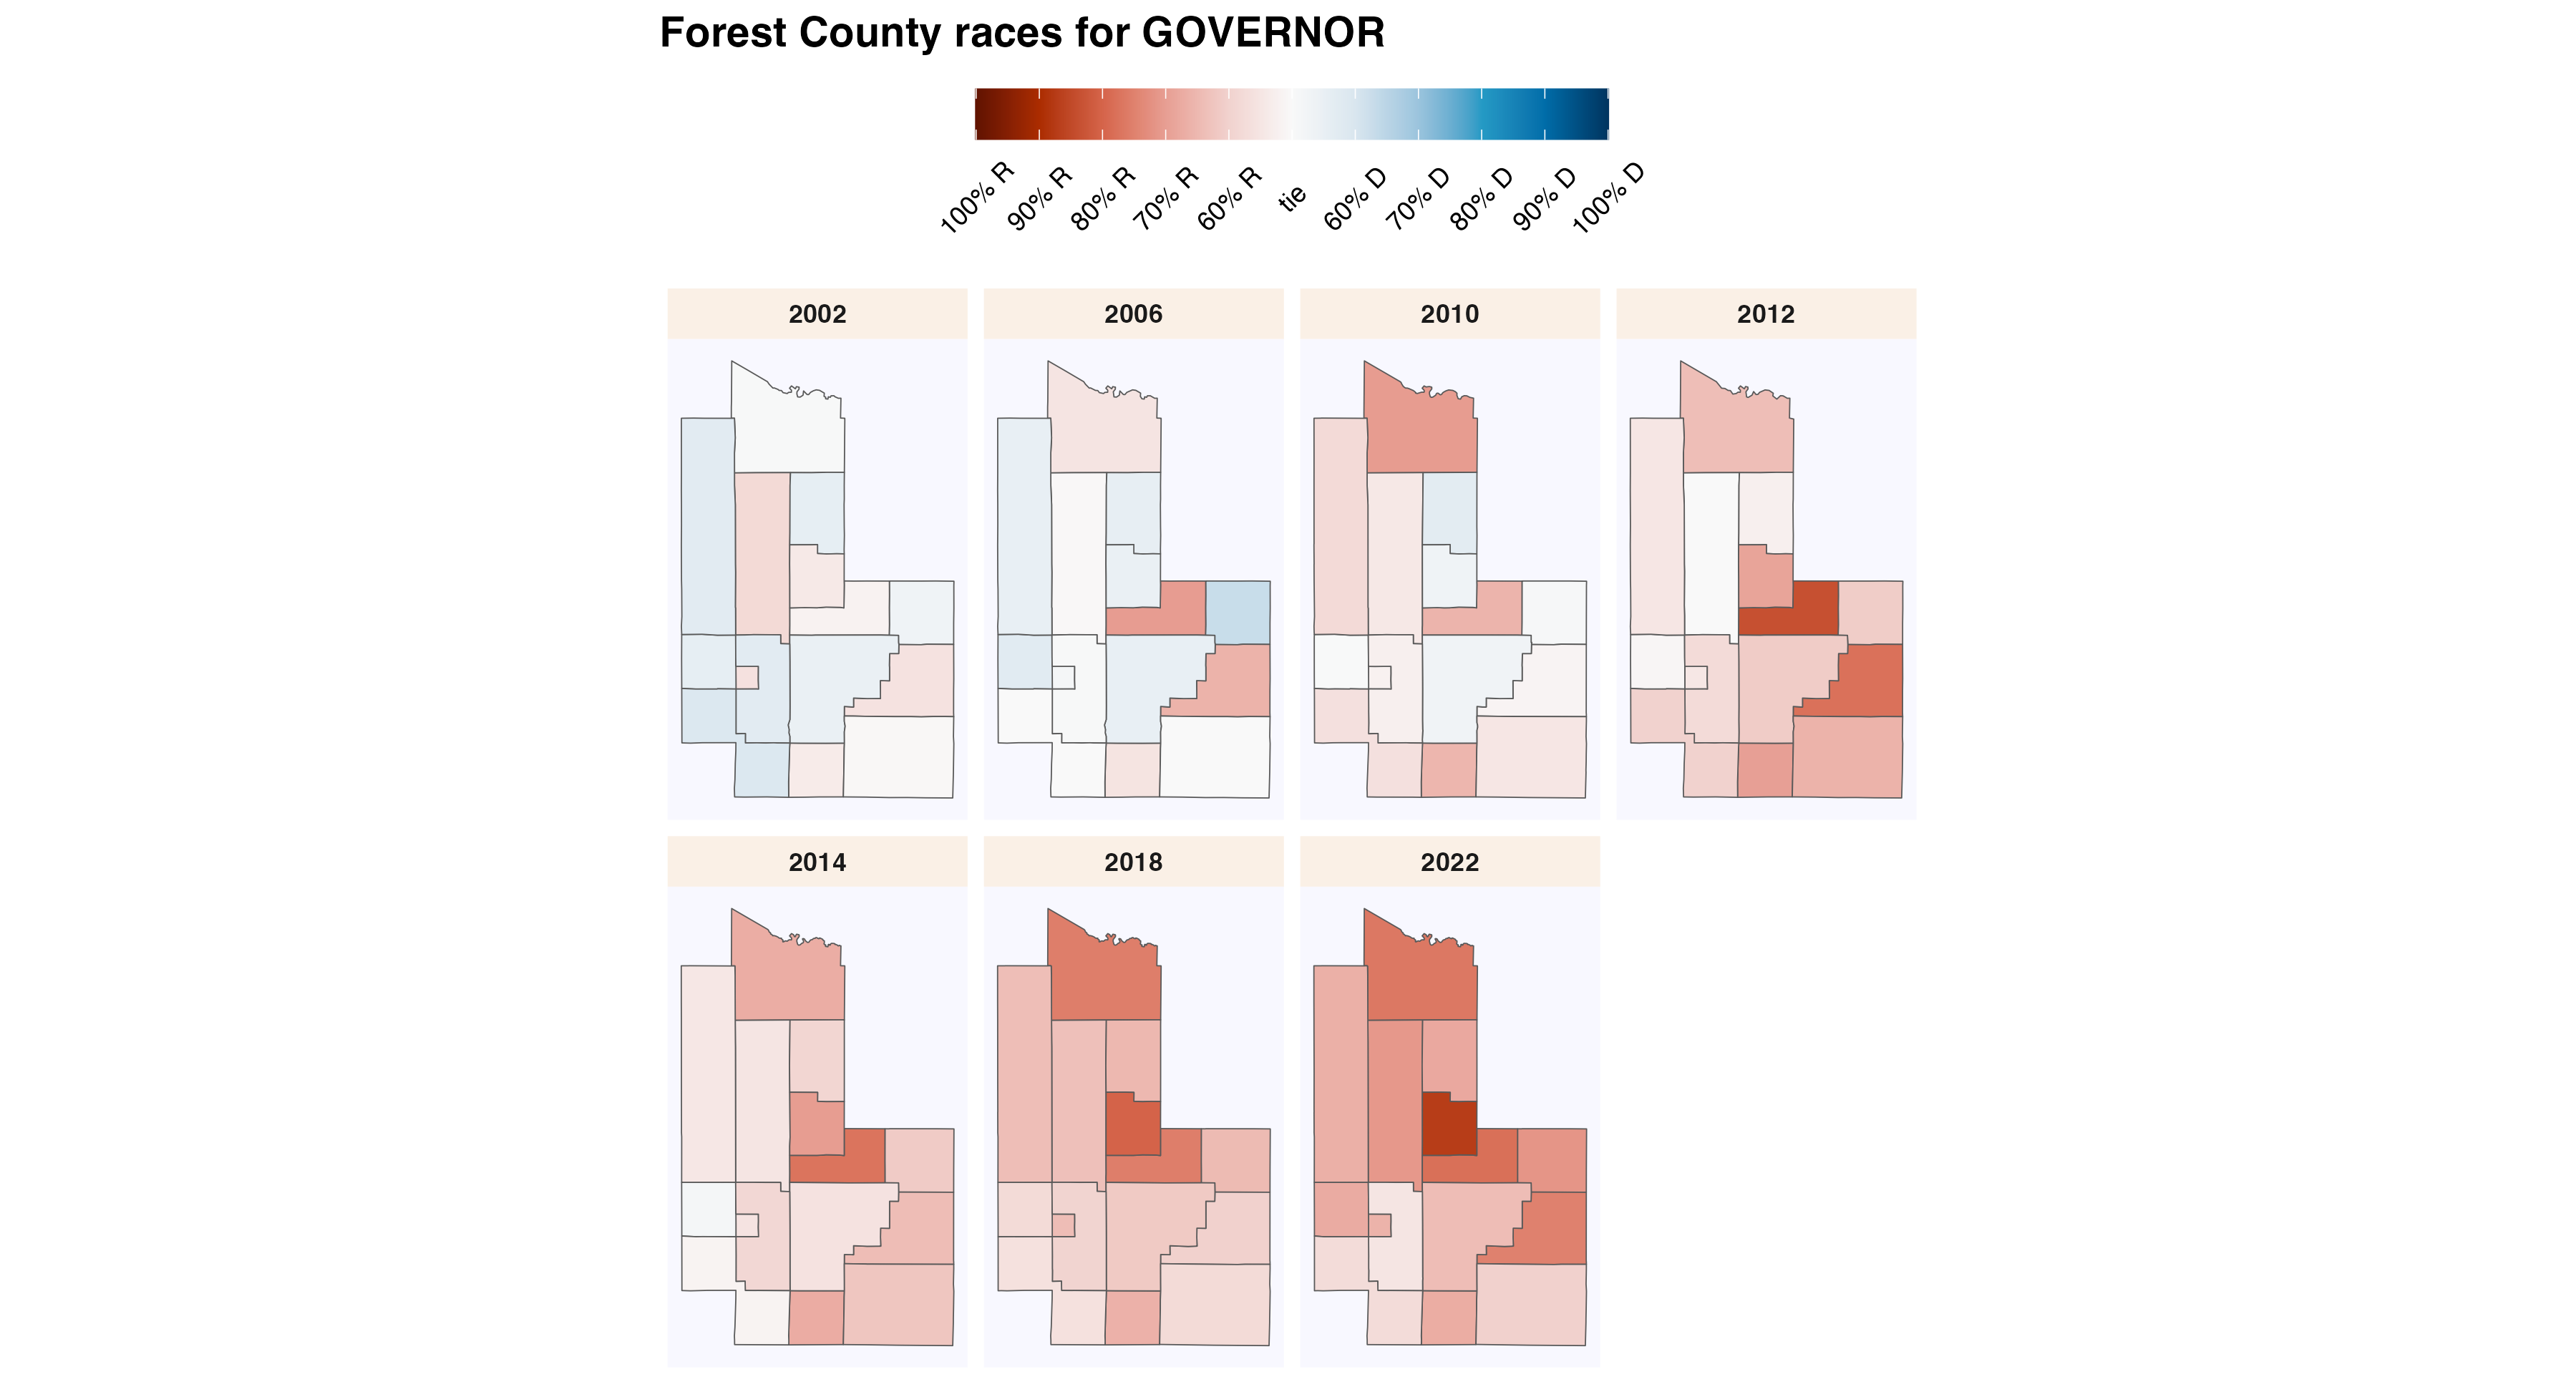 Forest County races for GOVERNOR
100% R
90% R
80% R
70% R
60% R
tie
60% D
70% D
80% D
90% D
100% D
2002
2006
2010
2012
2014
2018
2022